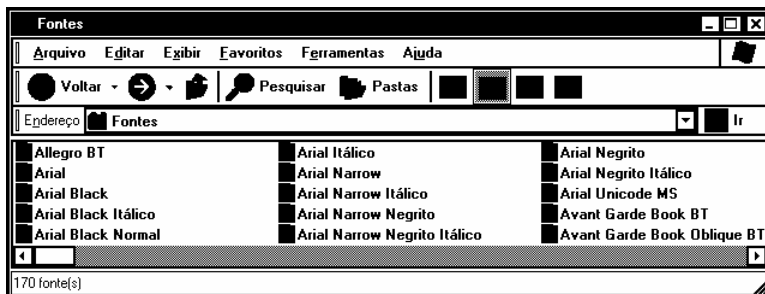 Fontes
Arquivo Editar Exibir Favoritos Ferramentas Ajuda
Voltar Pesquisar Pastas
Endereço Fontes Ir
Allegro BT Arial Itálico Arial Negrito
Arial Arial Narrow Arial Negrito Itálico
Arial Black Arial Narrow Itálico Arial Unicode MS
Arial Black Itálico Arial Narrow Negrito Avant Garde Book BT
Arial Black Normal Arial Narrow Negrito Itálico Avant Garde Book Oblique BT
170 fonte(s)